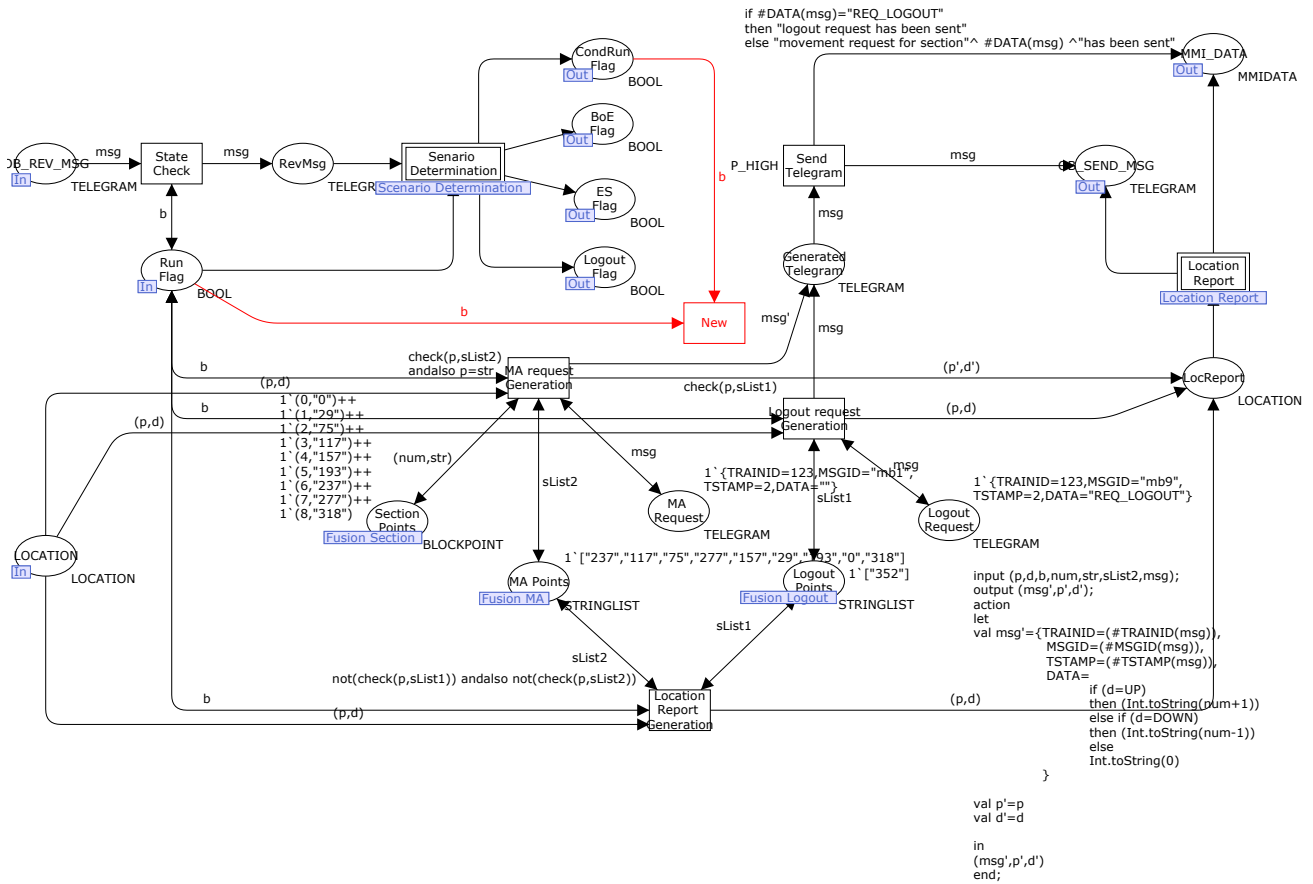 if #DATA(msg)="REQ_LOGOUT"
then "logout request has been sent"
else "movement request for section"^ #DATA(msg) ^"has been sent"
CondRun
Flag
Out
BOOL
MMI_DATA
Out
MMIDATA
BoE
Flag
Out
BOOL
OB_REV_MSG
In
TELEGRAM
msg
State
Check
msg
RevMsg
TELEGRAM
Senario
Determination
Scenario Determination
P_HIGH
Send
Telegram
msg
OB_SEND_MSG
Out
TELEGRAM
b
ES
Flag
Out
BOOL
b
msg
Run
Flag
In
BOOL
Logout
Flag
Out
BOOL
Generated
Telegram
TELEGRAM
Location
Report
Location Report
b
New
msg'
msg
check(p,sList2)
andalso p=str
b
MA request
Generation
(p',d')
LocReport
LOCATION
(p,d)
check(p,sList1)
1`(0,"0")++
1`(1,"29")++
1`(2,"75")++
1`(3,"117")++
1`(4,"157")++
1`(5,"193")++
1`(6,"237")++
1`(7,"277")++
1`(8,"318")
b
(p,d)
Logout request
Generation
(p,d)
(num,str)
msg
msg
sList2
1`{TRAINID=123,MSGID="mb1",
TSTAMP=2,DATA=""}
sList1
1`{TRAINID=123,MSGID="mb9",
TSTAMP=2,DATA="REQ_LOGOUT"}
Section
Points
Fusion Section
BLOCKPOINT
MA
Request
TELEGRAM
Logout
Request
TELEGRAM
LOCATION
In
LOCATION
1`["237","117","75","277","157","29","193","0","318"]
MA Points
Fusion MA
STRINGLIST
Logout
Points
Fusion Logout
1`["352"]
STRINGLIST
sList1
sList2
not(check(p,sList1)) andalso not(check(p,sList2))
b
(p,d)
Location
Report
Generation
(p,d)
input (p,d,b,num,str,sList2,msg);
output (msg',p',d');
action
let
val msg'={TRAINID=(#TRAINID(msg)),
MSGID=(#MSGID(msg)),
TSTAMP=(#TSTAMP(msg)),
DATA=
if (d=UP)
then (Int.toString(num+1))
else if (d=DOWN)
then (Int.toString(num-1))
else
Int.toString(0)
}
val p'=p
val d'=d
in
(msg',p',d')
end;